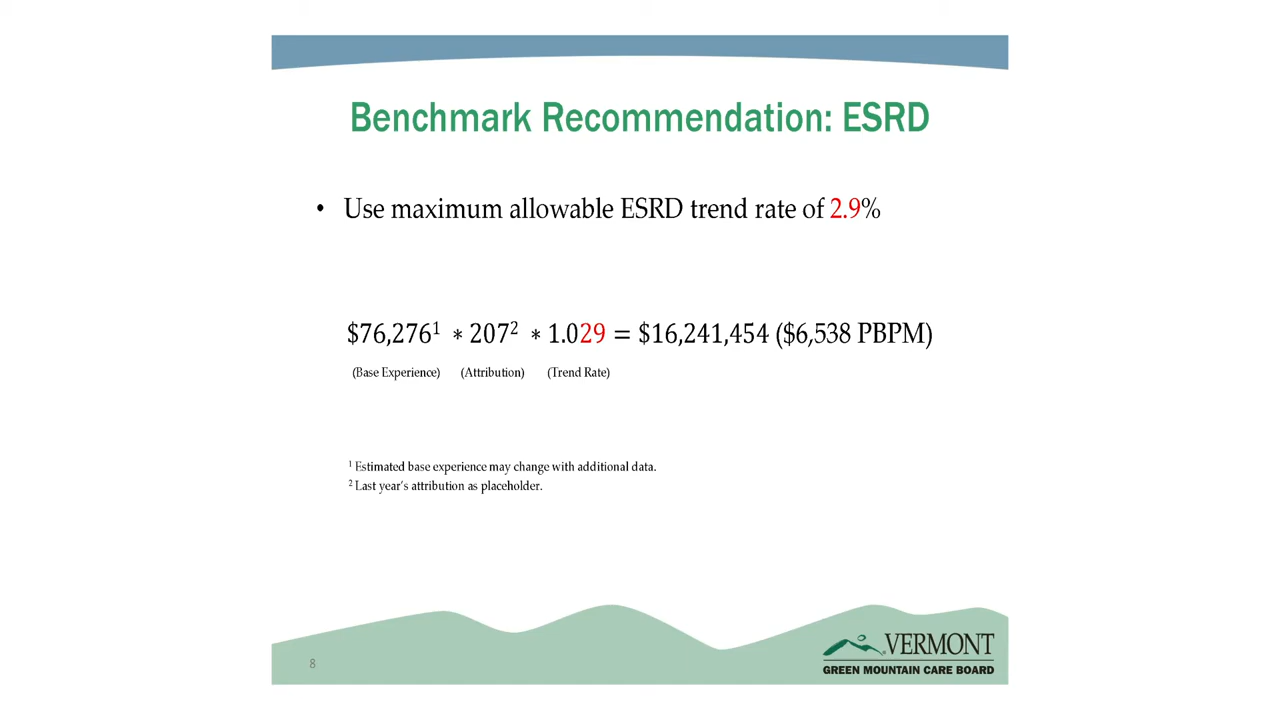 Benchmark Recommendation: ESRD
• Use maximum allowable ESRD trend rate of 2.9%
$76,276¹ * 207² * 1.029 = $16,241,454 ($6,538 PBPM)
(Base Experience) (Attribution) (Trend Rate)
¹ Estimated base experience may change with additional data.
² Last year's attribution as placeholder.
8
VERMONT
GREEN MOUNTAIN CARE BOARD